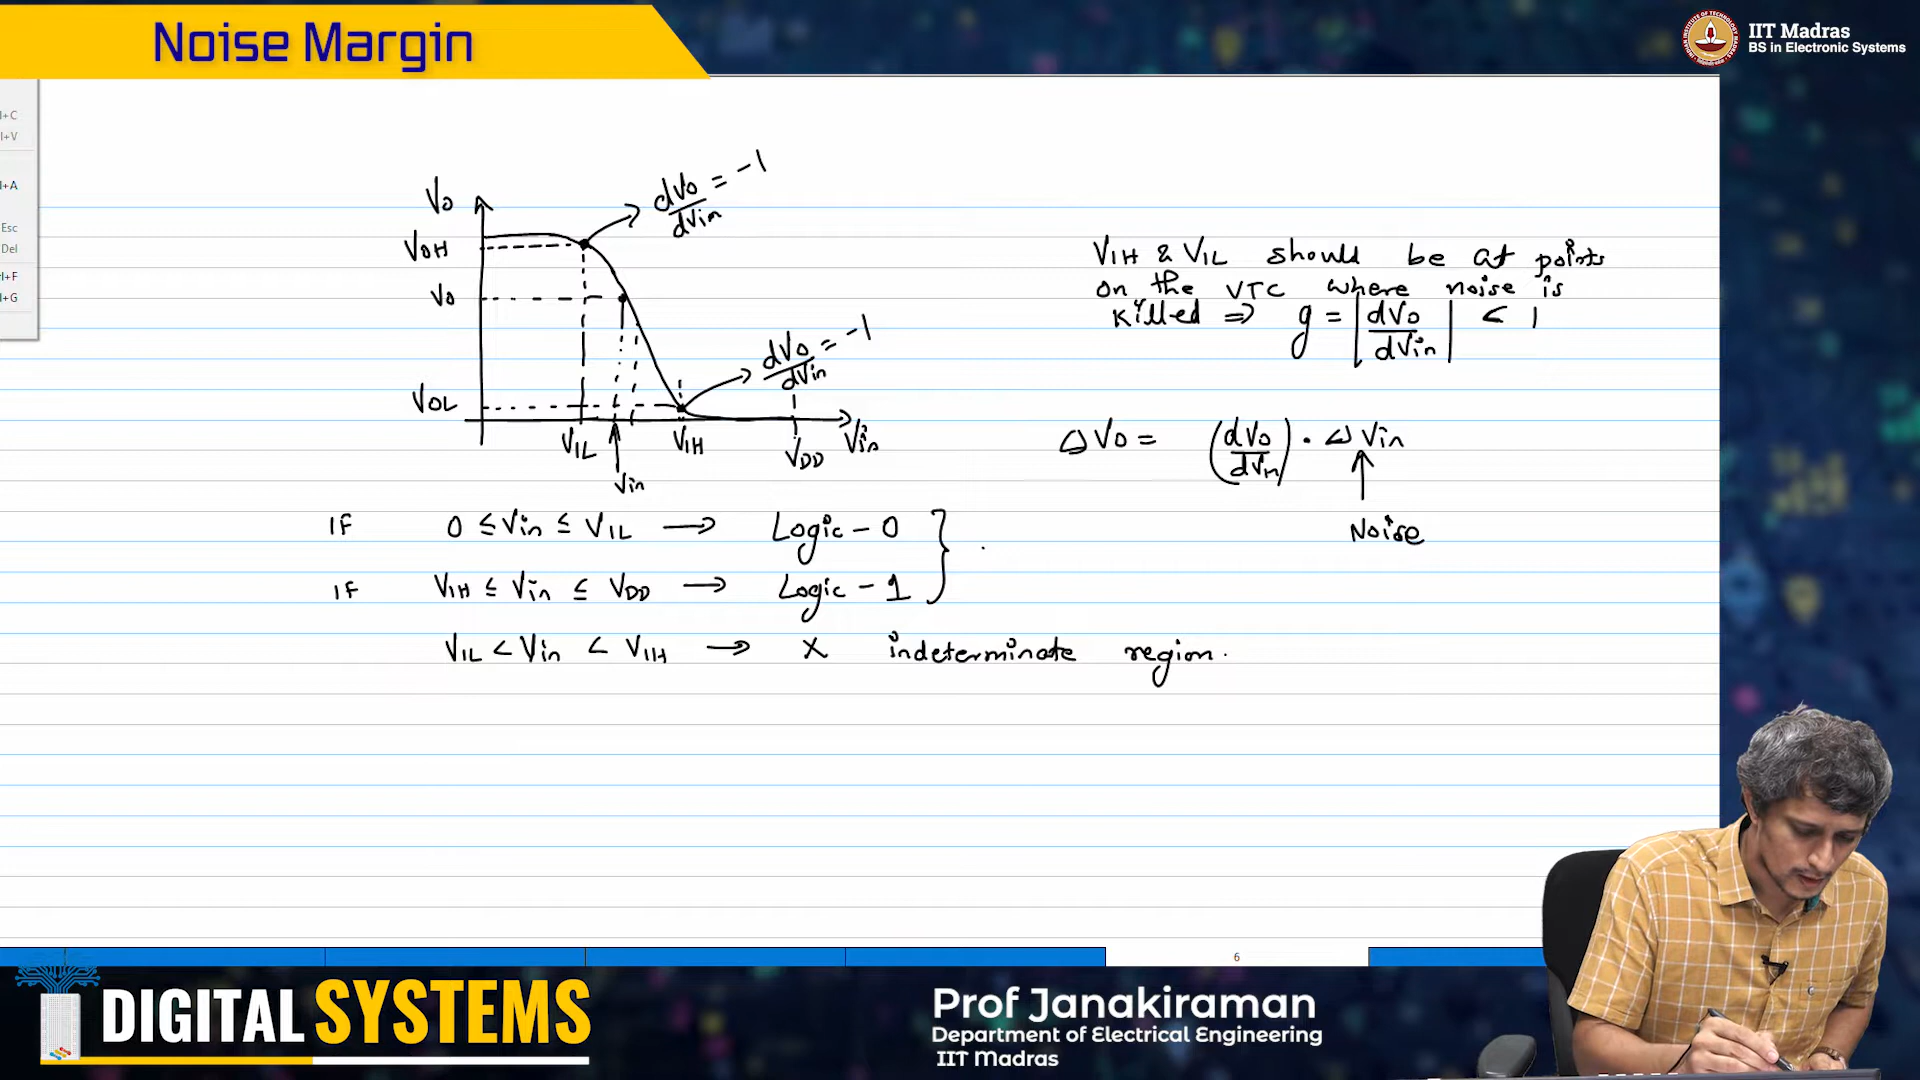 Noise Margin
IIT Madras
BS in Electronic Systems
l+C
l+V
l+A
Esc
Del
l+F
l+G
Vo
VOH
Vo
VOL
dVo/dVin = -1
dVo/dVin = -1
VIL
VIH
VDD
Vin
Vin
VIH & VIL should be at points
on the VTC where noise is
killed ⇒ g = |dVo/dVin| < 1
ΔVo = (dVo/dVin) · ΔVin
Noise
IF 0 ≤ Vin ≤ VIL → Logic - 0
IF VIH ≤ Vin ≤ VDD → Logic - 1
VIL < Vin < VIH → X indeterminate region.
6
DIGITAL SYSTEMS
Prof Janakiraman
Department of Electrical Engineering
IIT Madras